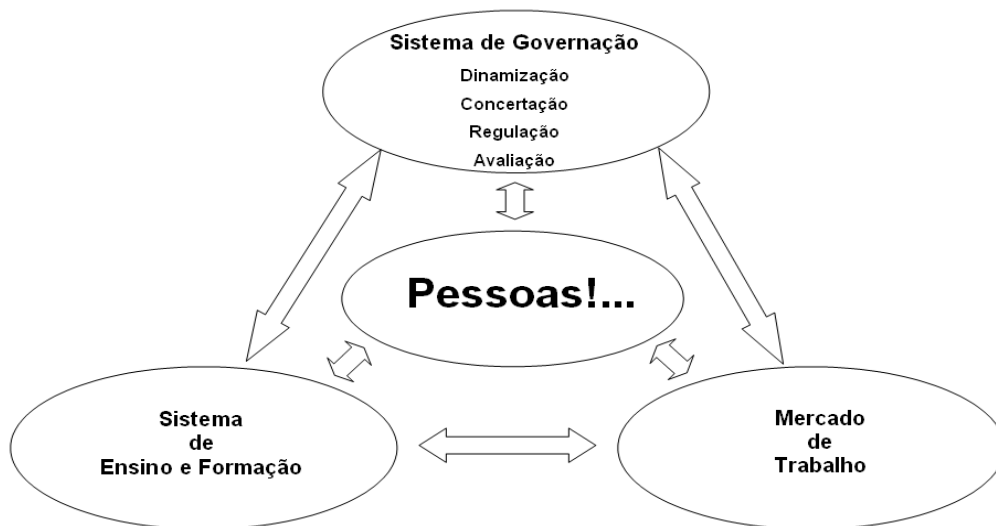 Sistema de Governação
Dinamização
Concertação
Regulação
Avaliação
Pessoas!...
Sistema
de
Ensino e Formação
Mercado
de
Trabalho